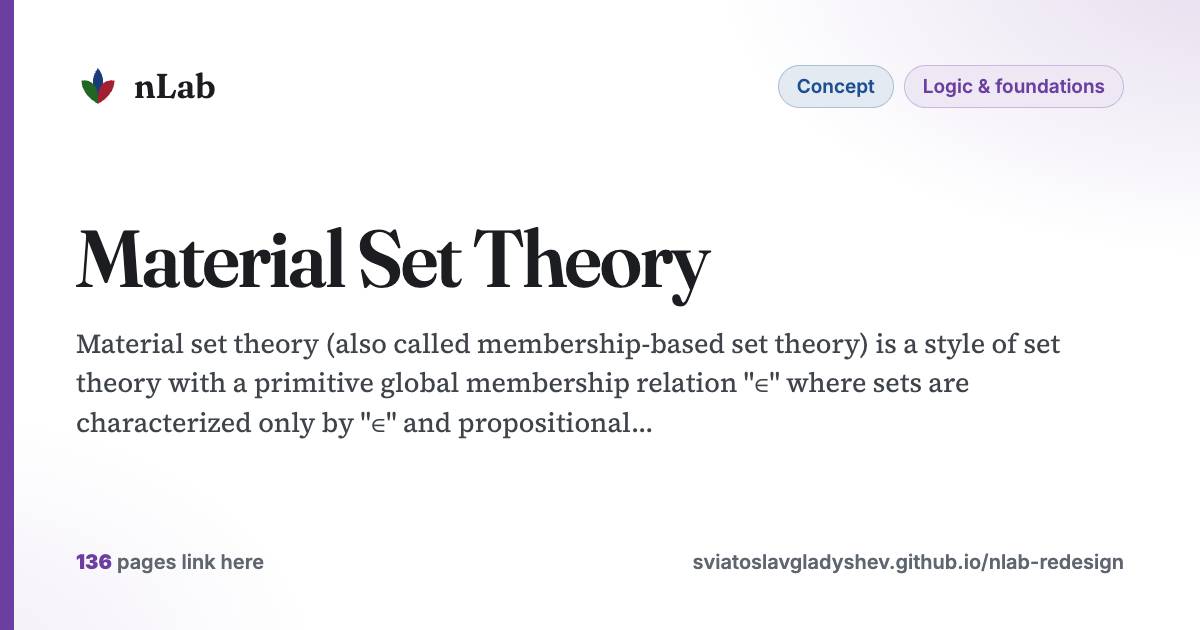 nLab
Concept
Logic & foundations
Material Set Theory
Material set theory (also called membership-based set theory) is a style of set
theory with a primitive global membership relation "∈" where sets are
characterized only by "∈" and propositional...
136 pages link here
sviatoslavgladyshev.github.io/nlab-redesign